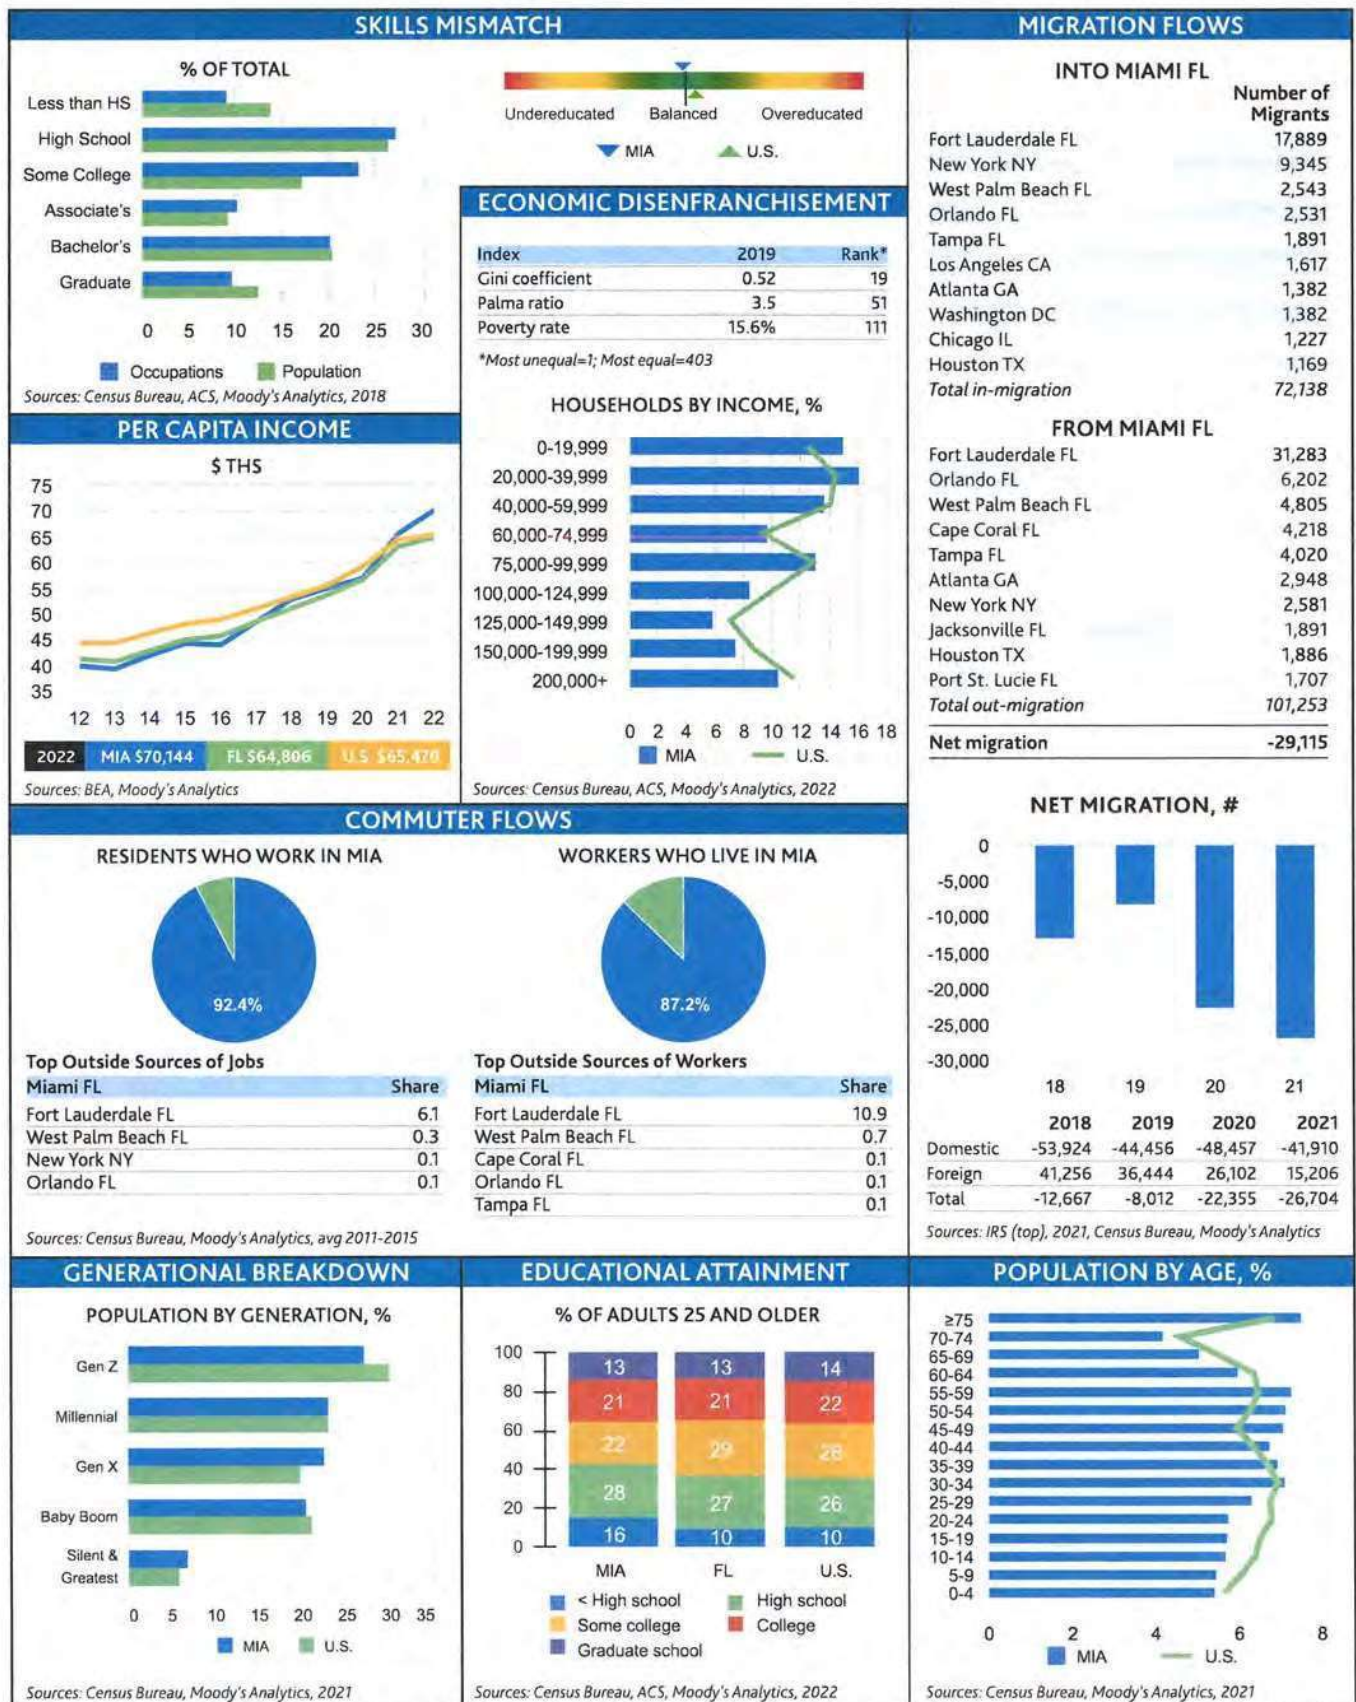 SKILLS MISMATCH
% OF TOTAL
Less than HS
High School
Some College
Associate's
Bachelor's
Graduate
0 5 10 15 20 25 30
Occupations Population
Sources: Census Bureau, ACS, Moody's Analytics, 2018
Undereducated Balanced Overeducated
MIA U.S.
PER CAPITA INCOME
$ THS
75
70
65
60
55
50
45
40
35
12 13 14 15 16 17 18 19 20 21 22
2022 MIA $70,144 FL $64,806 U.S. $65,470
Sources: BEA, Moody's Analytics
ECONOMIC DISENFRANCHISEMENT
Index 2019 Rank*
Gini coefficient 0.52 19
Palma ratio 3.5 51
Poverty rate 15.6% 111
*Most unequal=1; Most equal=403
HOUSEHOLDS BY INCOME, %
0-19,999
20,000-39,999
40,000-59,999
60,000-74,999
75,000-99,999
100,000-124,999
125,000-149,999
150,000-199,999
200,000+
0 2 4 6 8 10 12 14 16 18
MIA U.S.
Sources: Census Bureau, ACS, Moody's Analytics, 2022
MIGRATION FLOWS
INTO MIAMI FL
Number of
Migrants
Fort Lauderdale FL 17,889
New York NY 9,345
West Palm Beach FL 2,543
Orlando FL 2,531
Tampa FL 1,891
Los Angeles CA 1,617
Atlanta GA 1,382
Washington DC 1,382
Chicago IL 1,227
Houston TX 1,169
Total in-migration 72,138
FROM MIAMI FL
Fort Lauderdale FL 31,283
Orlando FL 6,202
West Palm Beach FL 4,805
Cape Coral FL 4,218
Tampa FL 4,020
Atlanta GA 2,948
New York NY 2,581
Jacksonville FL 1,891
Houston TX 1,886
Port St. Lucie FL 1,707
Total out-migration 101,253
Net migration -29,115
NET MIGRATION, #
0
-5,000
-10,000
-15,000
-20,000
-25,000
-30,000
18 19 20 21
2018 2019 2020 2021
Domestic -53,924 -44,456 -48,457 -41,910
Foreign 41,256 36,444 26,102 15,206
Total -12,667 -8,012 -22,355 -26,704
Sources: IRS (top), 2021, Census Bureau, Moody's Analytics
COMMUTER FLOWS
RESIDENTS WHO WORK IN MIA
92.4%
Top Outside Sources of Jobs
Miami FL Share
Fort Lauderdale FL 6.1
West Palm Beach FL 0.3
New York NY 0.1
Orlando FL 0.1
Sources: Census Bureau, Moody's Analytics, avg 2011-2015
WORKERS WHO LIVE IN MIA
87.2%
Top Outside Sources of Workers
Miami FL Share
Fort Lauderdale FL 10.9
West Palm Beach FL 0.7
Cape Coral FL 0.1
Orlando FL 0.1
Tampa FL 0.1
GENERATIONAL BREAKDOWN
POPULATION BY GENERATION, %
Gen Z
Millennial
Gen X
Baby Boom
Silent &
Greatest
0 5 10 15 20 25 30 35
MIA U.S.
Sources: Census Bureau, Moody's Analytics, 2021
EDUCATIONAL ATTAINMENT
% OF ADULTS 25 AND OLDER
100
80
60
40
20
0
13 13 14
21 21 22
22 29 28
28 27 26
16 10 10
MIA FL U.S.
< High school High school
Some college College
Graduate school
Sources: Census Bureau, ACS, Moody's Analytics, 2022
POPULATION BY AGE, %
≥75
70-74
65-69
60-64
55-59
50-54
45-49
40-44
35-39
30-34
25-29
20-24
15-19
10-14
5-9
0-4
0 2 4 6 8
MIA U.S.
Sources: Census Bureau, Moody's Analytics, 2021